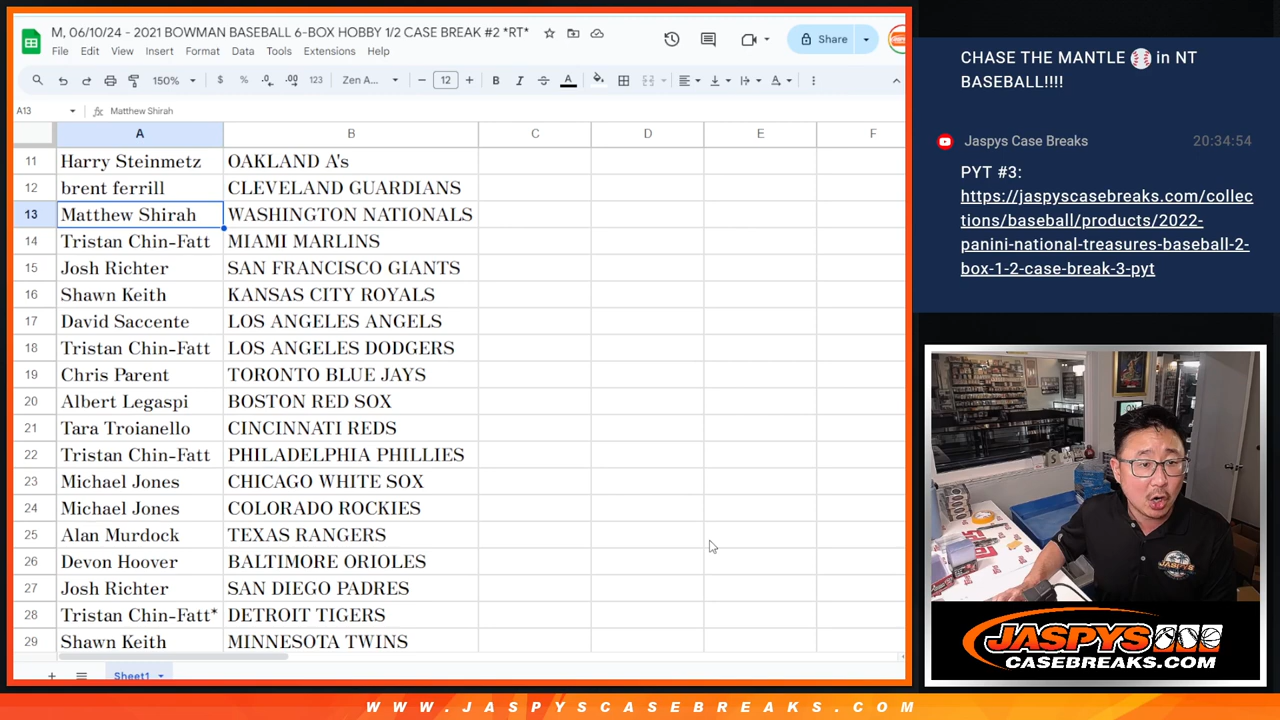 M, 06/10/24 - 2021 BOWMAN BASEBALL 6-BOX HOBBY 1/2 CASE BREAK #2 *RT*
Share
File Edit View Insert Format Data Tools Extensions Help
150% $ % .0 .00 123 Zen A... 12 B I A
A13 fx Matthew Shirah
A B C D E F
11 Harry Steinmetz OAKLAND A's
12 brent ferrill CLEVELAND GUARDIANS
13 Matthew Shirah WASHINGTON NATIONALS
14 Tristan Chin-Fatt MIAMI MARLINS
15 Josh Richter SAN FRANCISCO GIANTS
16 Shawn Keith KANSAS CITY ROYALS
17 David Saccente LOS ANGELES ANGELS
18 Tristan Chin-Fatt LOS ANGELES DODGERS
19 Chris Parent TORONTO BLUE JAYS
20 Albert Legaspi BOSTON RED SOX
21 Tara Troianello CINCINNATI REDS
22 Tristan Chin-Fatt PHILADELPHIA PHILLIES
23 Michael Jones CHICAGO WHITE SOX
24 Michael Jones COLORADO ROCKIES
25 Alan Murdock TEXAS RANGERS
26 Devon Hoover BALTIMORE ORIOLES
27 Josh Richter SAN DIEGO PADRES
28 Tristan Chin-Fatt* DETROIT TIGERS
29 Shawn Keith MINNESOTA TWINS
Sheet1
CHASE THE MANTLE ⚾ in NT
BASEBALL!!!!
Jaspys Case Breaks 20:34:54
PYT #3:
https://jaspyscasebreaks.com/collec
tions/baseball/products/2022-
panini-national-treasures-baseball-2-
box-1-2-case-break-3-pyt
JASPYS
JASPYS
CASEBREAKS.COM
WWW.JASPYSCASEBREAKS.COM